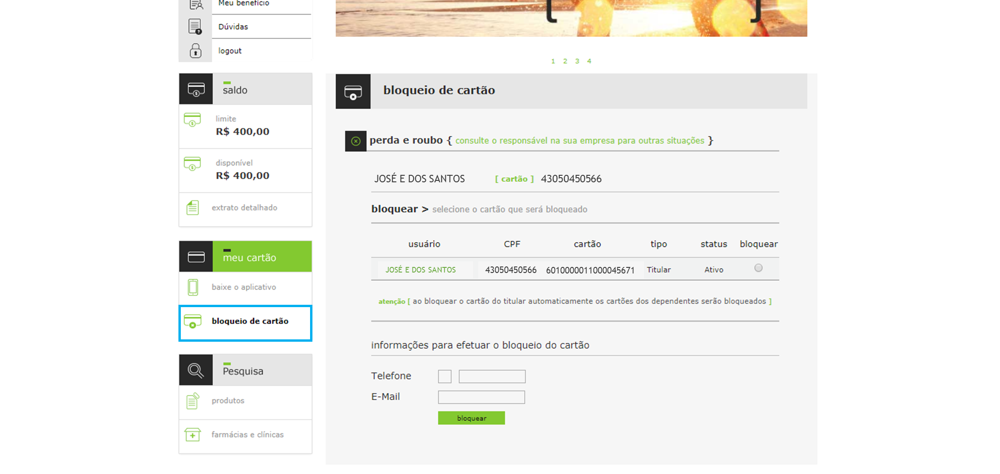 Meu benefício
Dúvidas
logout
1 2 3 4
saldo
limite
R$ 400,00
disponível
R$ 400,00
extrato detalhado
meu cartão
baixe o aplicativo
bloqueio de cartão
Pesquisa
produtos
farmácias e clínicas
bloqueio de cartão
perda e roubo { consulte o responsável na sua empresa para outras situações }
JOSÉ E DOS SANTOS [ cartão ] 43050450566
bloquear > selecione o cartão que será bloqueado
usuário CPF cartão tipo status bloquear
JOSÉ E DOS SANTOS 43050450566 6010000011000045671 Titular Ativo
atenção [ ao bloquear o cartão do titular automaticamente os cartões dos dependentes serão bloqueados ]
informações para efetuar o bloqueio do cartão
Telefone
E-Mail
bloquear